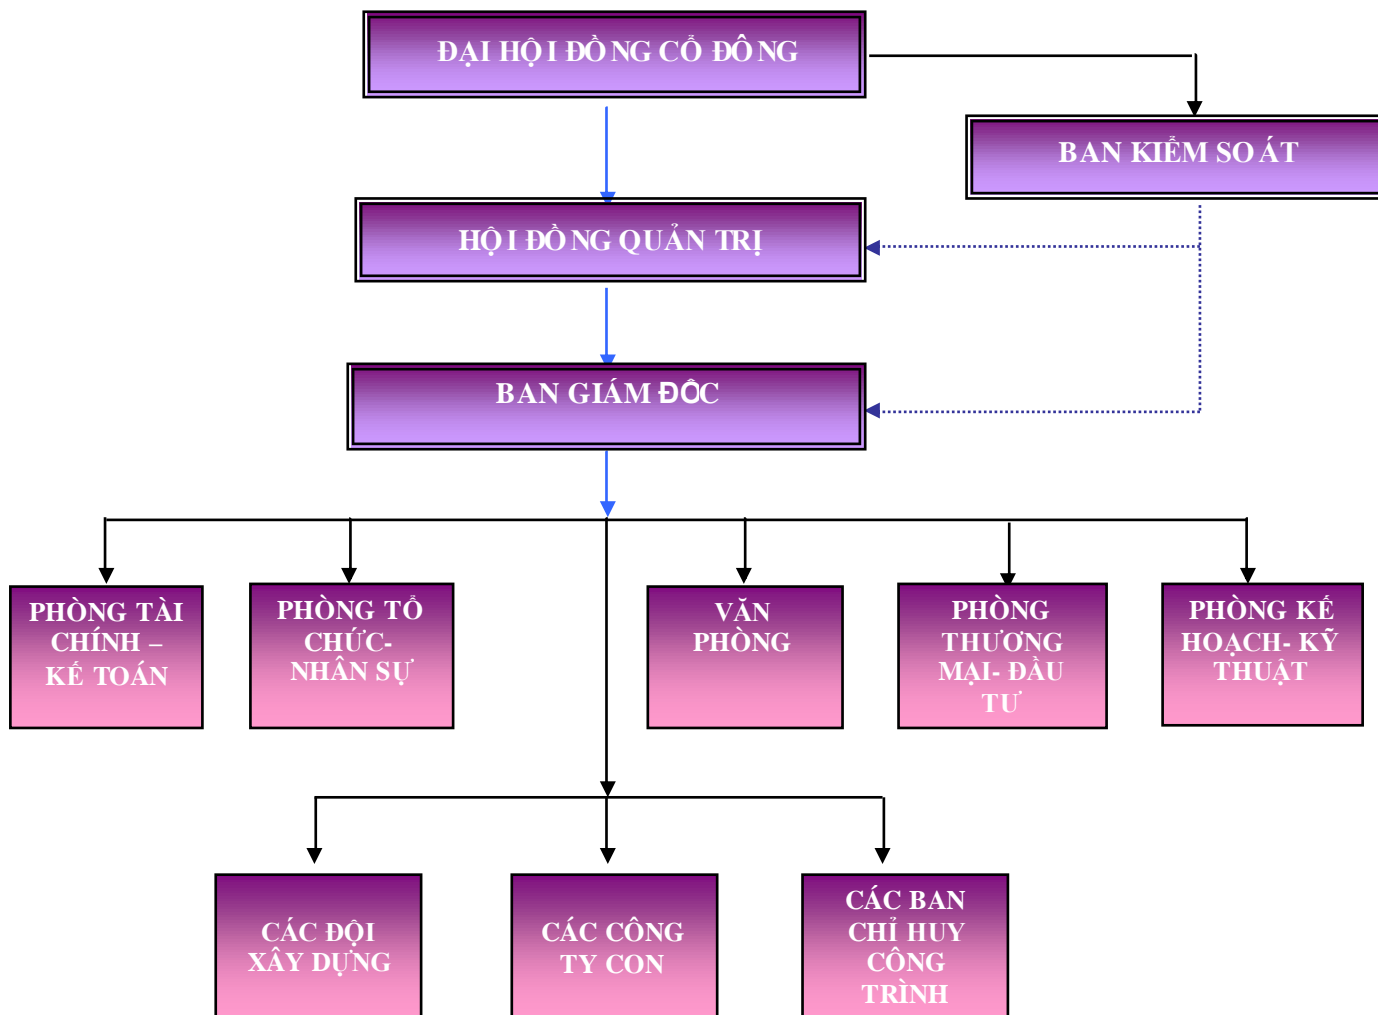 ĐẠI HỘI ĐỒNG CỔ ĐÔNG
BAN KIỂM SOÁT
HỘI ĐỒNG QUẢN TRỊ
BAN GIÁM ĐỐC
PHÒNG TÀI
CHÍNH –
KẾ TOÁN
PHÒNG TỔ
CHỨC-
NHÂN SỰ
VĂN
PHÒNG
PHÒNG
THƯƠNG
MẠI- ĐẦU
TƯ
PHÒNG KẾ
HOẠCH- KỸ
THUẬT
CÁC ĐỘI
XÂY DỰNG
CÁC CÔNG
TY CON
CÁC BAN
CHỈ HUY
CÔNG
TRÌNH